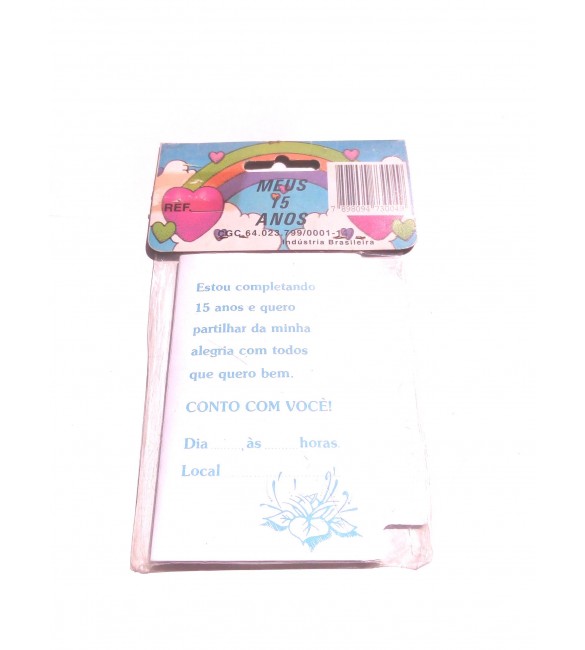 MEUS
15
ANOS
REF.
CGC 64.023.799/0001-
Indústria Brasileira
Estou completando
15 anos e quero
partilhar da minha
alegria com todos
que quero bem.
CONTO COM VOCÊ!
Dia ......, às ........ horas.
Local ........................!